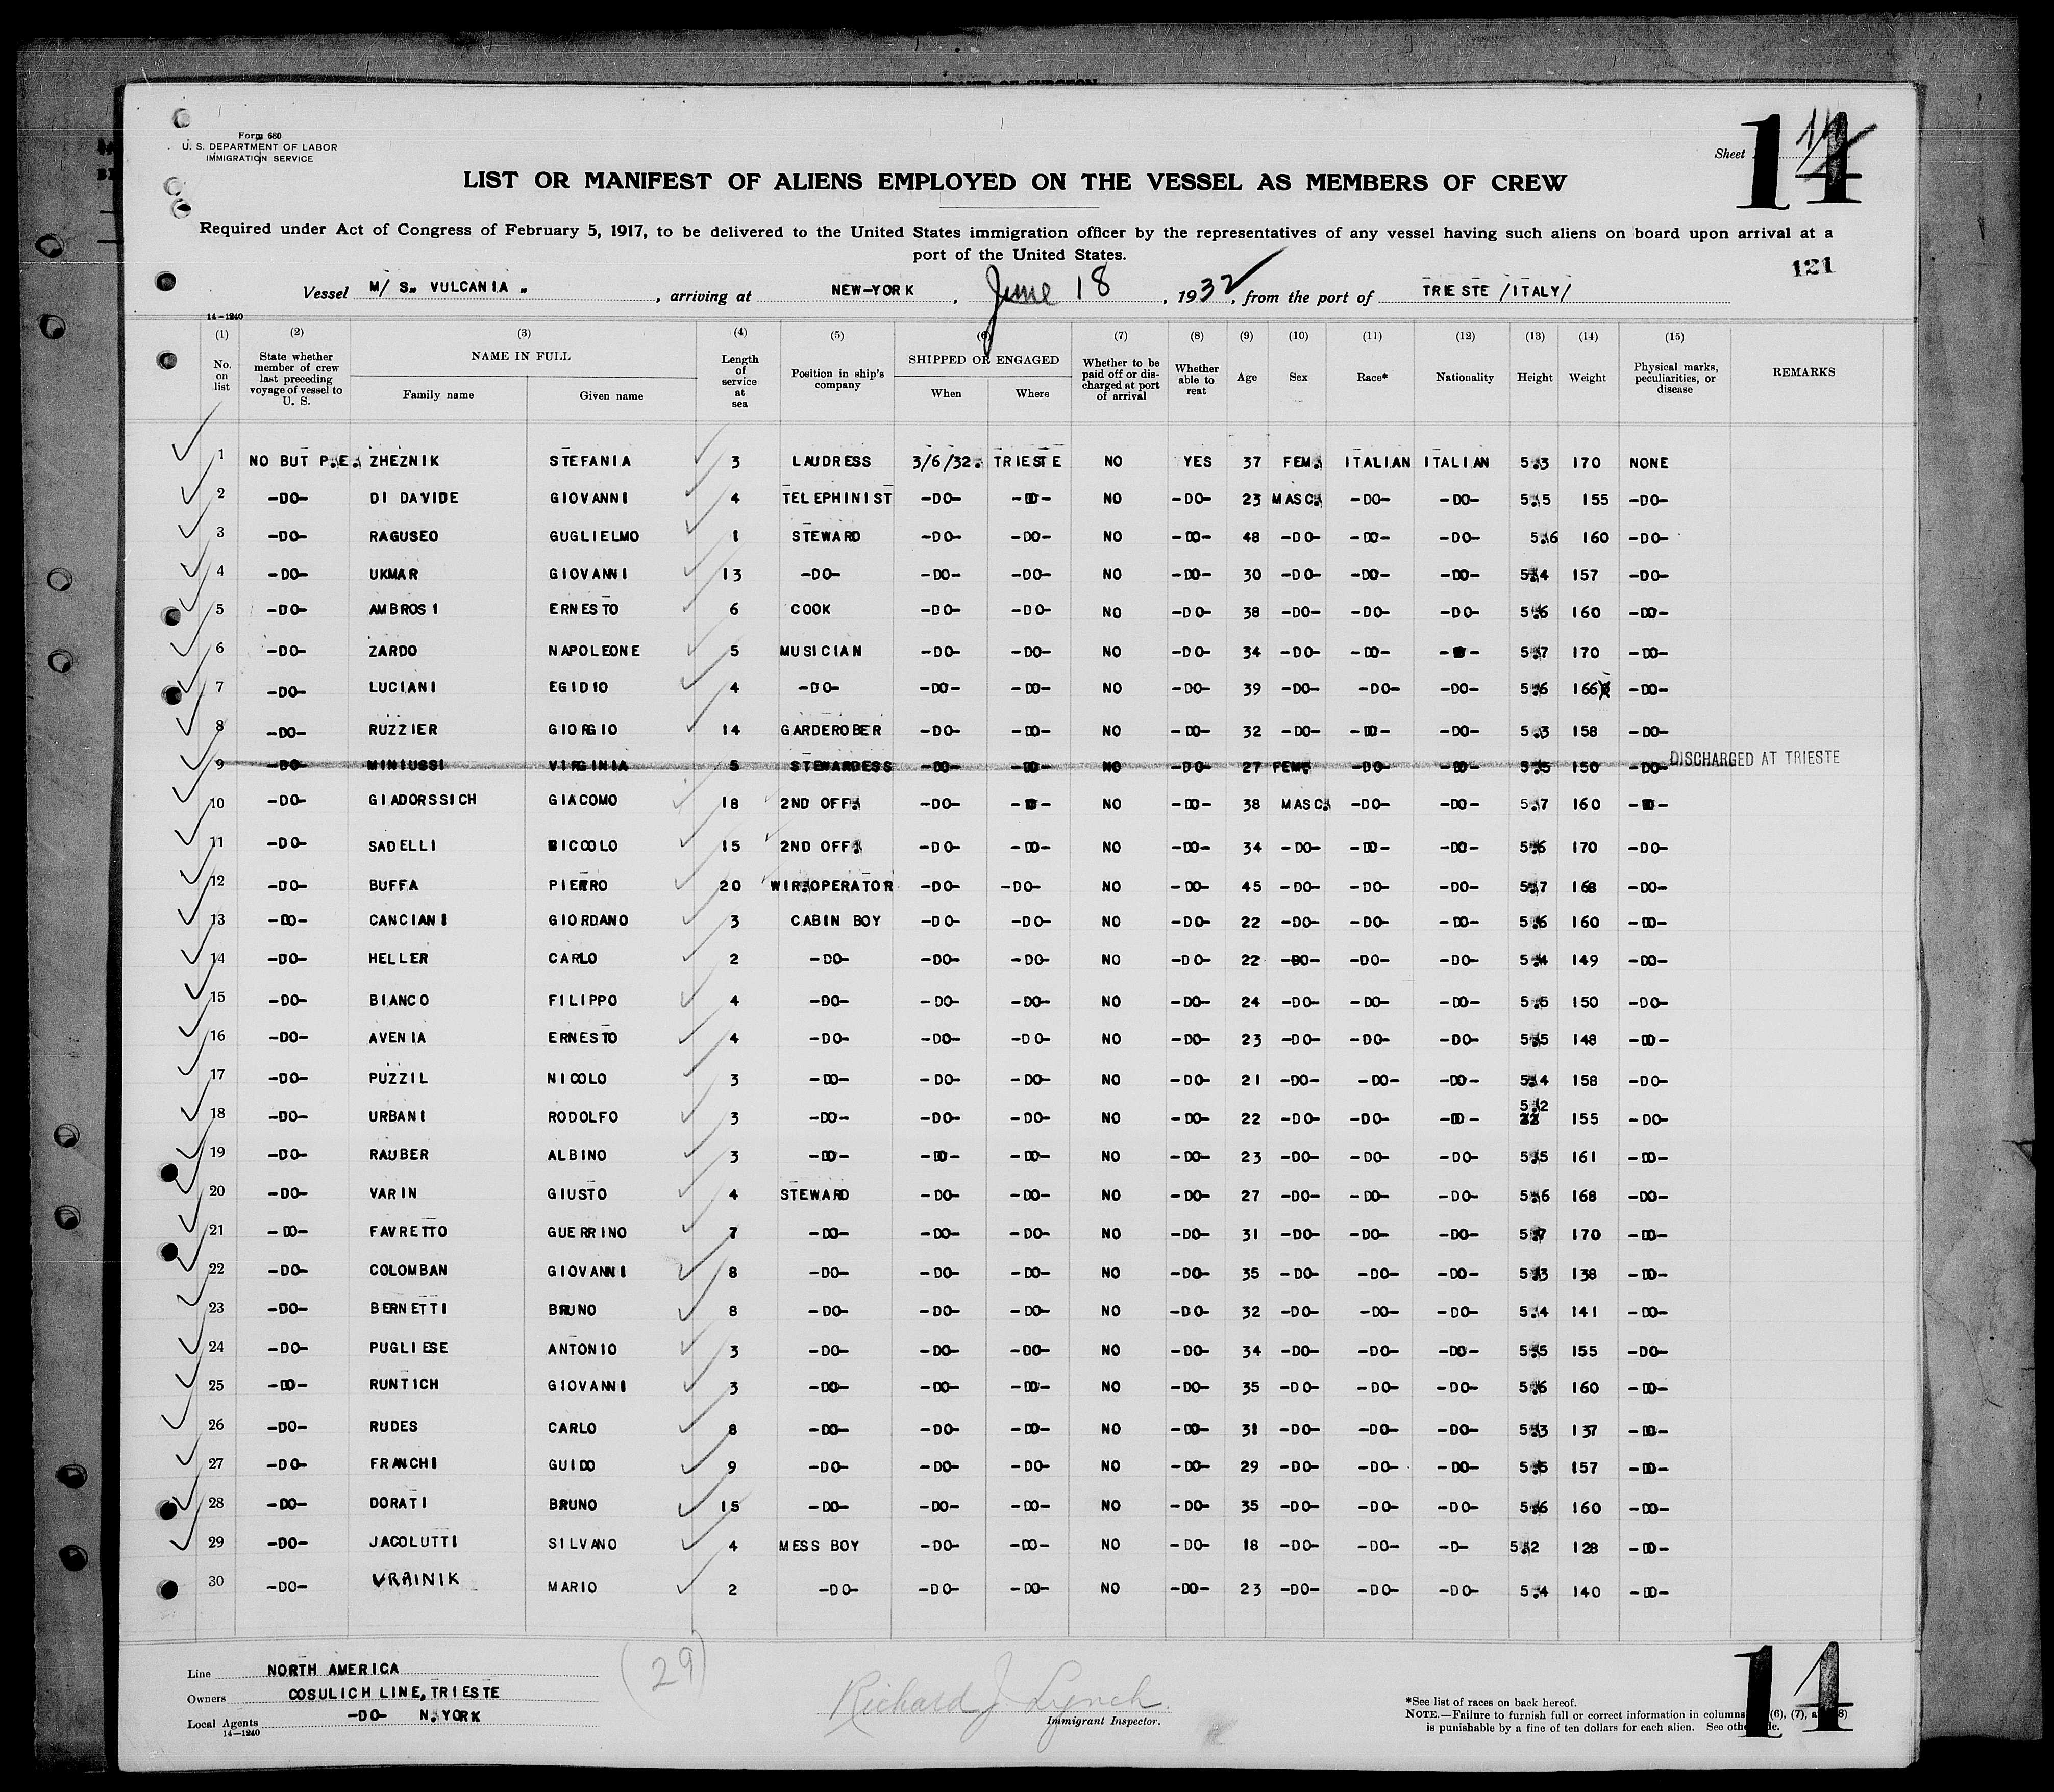 Form 680
U. S. DEPARTMENT OF LABOR
IMMIGRATION SERVICE
Sheet
14
LIST OR MANIFEST OF ALIENS EMPLOYED ON THE VESSEL AS MEMBERS OF CREW
Required under Act of Congress of February 5, 1917, to be delivered to the United States immigration officer by the representatives of any vessel having such aliens on board upon arrival at a
port of the United States.
121
Vessel M/ S„ VULCANIA „ , arriving at NEW-YORK , June 18 , 1932, from the port of TRIESTE /ITALY/
14-1240
(1) (2) (3) (4) (5) (6) (7) (8) (9) (10) (11) (12) (13) (14) (15)
No. on list State whether member of crew last preceding voyage of vessel to U. S. NAME IN FULL Family name Given name Length of service at sea Position in ship's company SHIPPED OR ENGAGED When Where Whether to be paid off or discharged at port of arrival Whether able to reat Age Sex Race* Nationality Height Weight Physical marks, peculiarities, or disease REMARKS
1 NO BUT P.E. ZHEZNIK STEFANIA 3 LAUDRESS 3/6/32. TRIESTE NO YES 37 FEM. ITALIAN ITALIAN 5.3 170 NONE
2 -DO- DI DAVIDE GIOVANNI 4 TELEPHINIST -DO- -DO- NO -DO- 23 MASC. -DO- -DO- 5.5 155 -DO-
3 -DO- RAGUSEO GUGLIELMO 1 STEWARD -DO- -DO- NO -DO- 48 -DO- -DO- -DO- 5.6 160 -DO-
4 -DO- UKMAR GIOVANNI 13 -DO- -DO- -DO- NO -DO- 30 -DO- -DO- -DO- 5.4 157 -DO-
5 -DO- AMBROSI ERNESTO 6 COOK -DO- -DO- NO -DO- 38 -DO- -DO- -DO- 5.6 160 -DO-
6 -DO- ZARDO NAPOLEONE 5 MUSICIAN -DO- -DO- NO -DO- 34 -DO- -DO- -DO- 5.7 170 -DO-
7 -DO- LUCIANI EGIDIO 4 -DO- -DO- -DO- NO -DO- 39 -DO- -DO- -DO- 5.6 166 -DO-
8 -DO- RUZZIER GIORGIO 14 GARDEROBER -DO- -DO- NO -DO- 32 -DO- -DO- -DO- 5.3 158 -DO-
9 -DO- MINIUSSI VIRGINIA 5 STEWARDESS -DO- -DO- NO -DO- 27 FEM. -DO- -DO- 5.5 150 -DO- DISCHARGED AT TRIESTE
10 -DO- GIADORSSICH GIACOMO 18 2ND OFF. -DO- -DO- NO -DO- 38 MASC. -DO- -DO- 5.7 160 -DO-
11 -DO- SADELLI 15 2ND OFF. -DO- -DO- NO -DO- 34 -DO- -DO- -DO- 5.6 170 -DO-
12 -DO- BUFFA PIERRO 20 WIR.OPERATOR -DO- -DO- NO -DO- 45 -DO- -DO- -DO- 5.7 168 -DO-
13 -DO- CANCIANI GIORDANO 3 CABIN BOY -DO- -DO- NO -DO- 22 -DO- -DO- -DO- 5.6 160 -DO-
14 -DO- HELLER CARLO 2 -DO- -DO- -DO- NO -DO- 22 -DO- -DO- -DO- 5.4 149 -DO-
15 -DO- BIANCO FILIPPO 4 -DO- -DO- -DO- NO -DO- 24 -DO- -DO- -DO- 5.5 150 -DO-
16 -DO- AVENIA ERNESTO 4 -DO- -DO- -DO- NO -DO- 23 -DO- -DO- -DO- 5.5 148 -DO-
17 -DO- PUZZIL NICOLO 3 -DO- -DO- -DO- NO -DO- 21 -DO- -DO- -DO- 5.4 158 -DO-
18 -DO- URBANI RODOLFO 3 -DO- -DO- -DO- NO -DO- 22 -DO- -DO- -DO- 5.2 155 -DO-
19 -DO- RAUBER ALBINO 3 -DO- -DO- -DO- NO -DO- 23 -DO- -DO- -DO- 5.5 161 -DO-
20 -DO- VARIN GIUSTO 4 STEWARD -DO- -DO- NO -DO- 27 -DO- -DO- -DO- 5.6 168 -DO-
21 -DO- FAVRETTO GUERRINO 7 -DO- -DO- -DO- NO -DO- 31 -DO- -DO- -DO- 5.7 170 -DO-
22 -DO- COLOMBAN GIOVANNI 8 -DO- -DO- -DO- NO -DO- 35 -DO- -DO- -DO- 5.3 138 -DO-
23 -DO- BERNETTI BRUNO 8 -DO- -DO- -DO- NO -DO- 32 -DO- -DO- -DO- 5.4 141 -DO-
24 -DO- PUGLIESE ANTONIO 3 -DO- -DO- -DO- NO -DO- 34 -DO- -DO- -DO- 5.5 155 -DO-
25 -DO- RUNTICH GIOVANNI 3 -DO- -DO- -DO- NO -DO- 35 -DO- -DO- -DO- 5.6 160 -DO-
26 -DO- RUDES CARLO 8 -DO- -DO- -DO- NO -DO- 31 -DO- -DO- -DO- 5.3 137 -DO-
27 -DO- FRANCHI GUIDO 9 -DO- -DO- -DO- NO -DO- 29 -DO- -DO- -DO- 5.5 157 -DO-
28 -DO- DORATI BRUNO 15 -DO- -DO- -DO- NO -DO- 35 -DO- -DO- -DO- 5.6 160 -DO-
29 -DO- JACOLUTTI SILVANO 4 MESS BOY -DO- -DO- NO -DO- 18 -DO- -DO- -D- 5.2 128 -DO-
30 -DO- VRAINIK MARIO 2 -DO- -DO- -DO- NO -DO- 23 -DO- -DO- -DO- 5.4 140 -DO-
Line NORTH AMERICA
Owners COSULICH LINE, TRIESTE
Local Agents -DO- N. YORK
14-1240
(29)
Richard J Lynch.
Immigrant Inspector.
*See list of races on back hereof.
NOTE.—Failure to furnish full or correct information in columns (6), (7),
is punishable by a fine of ten dollars for each alien. See
14